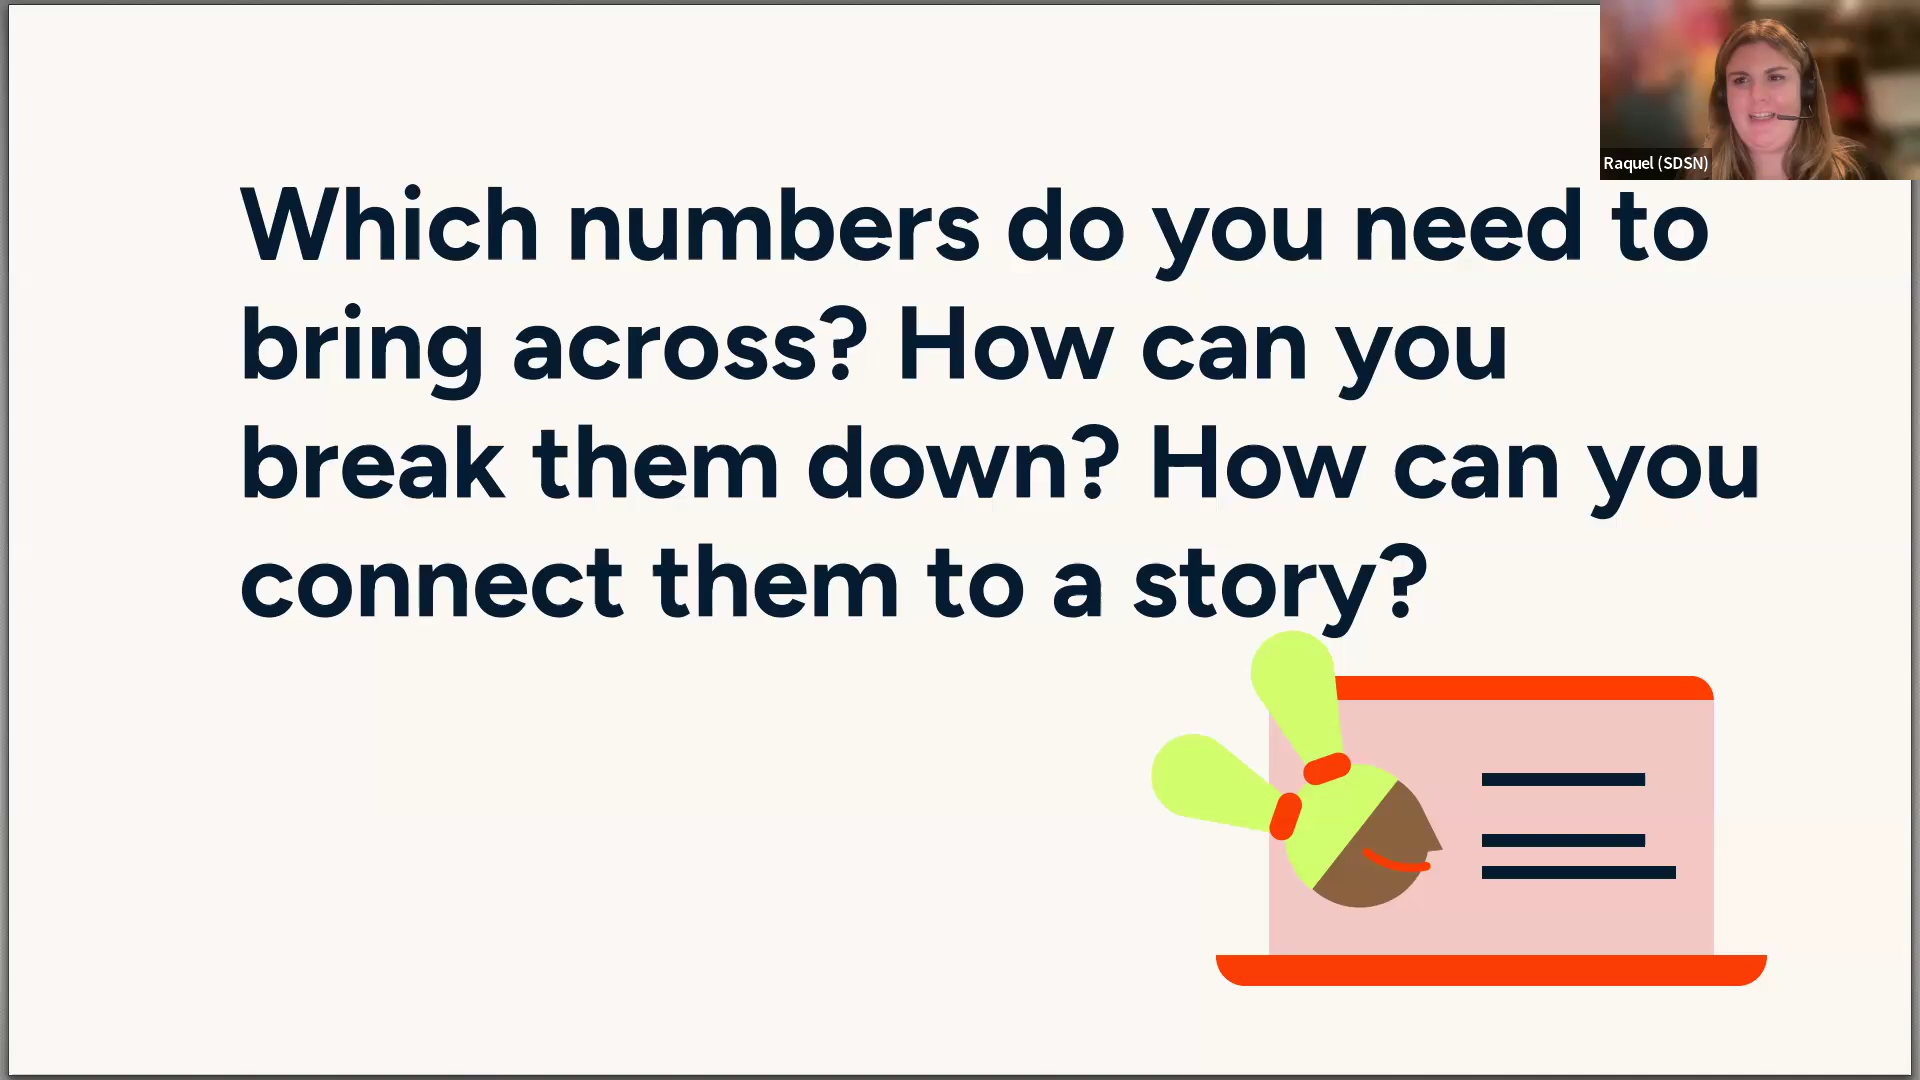 Which numbers do you need to
bring across? How can you
break them down? How can you
connect them to a story?
Raquel (SDSN)